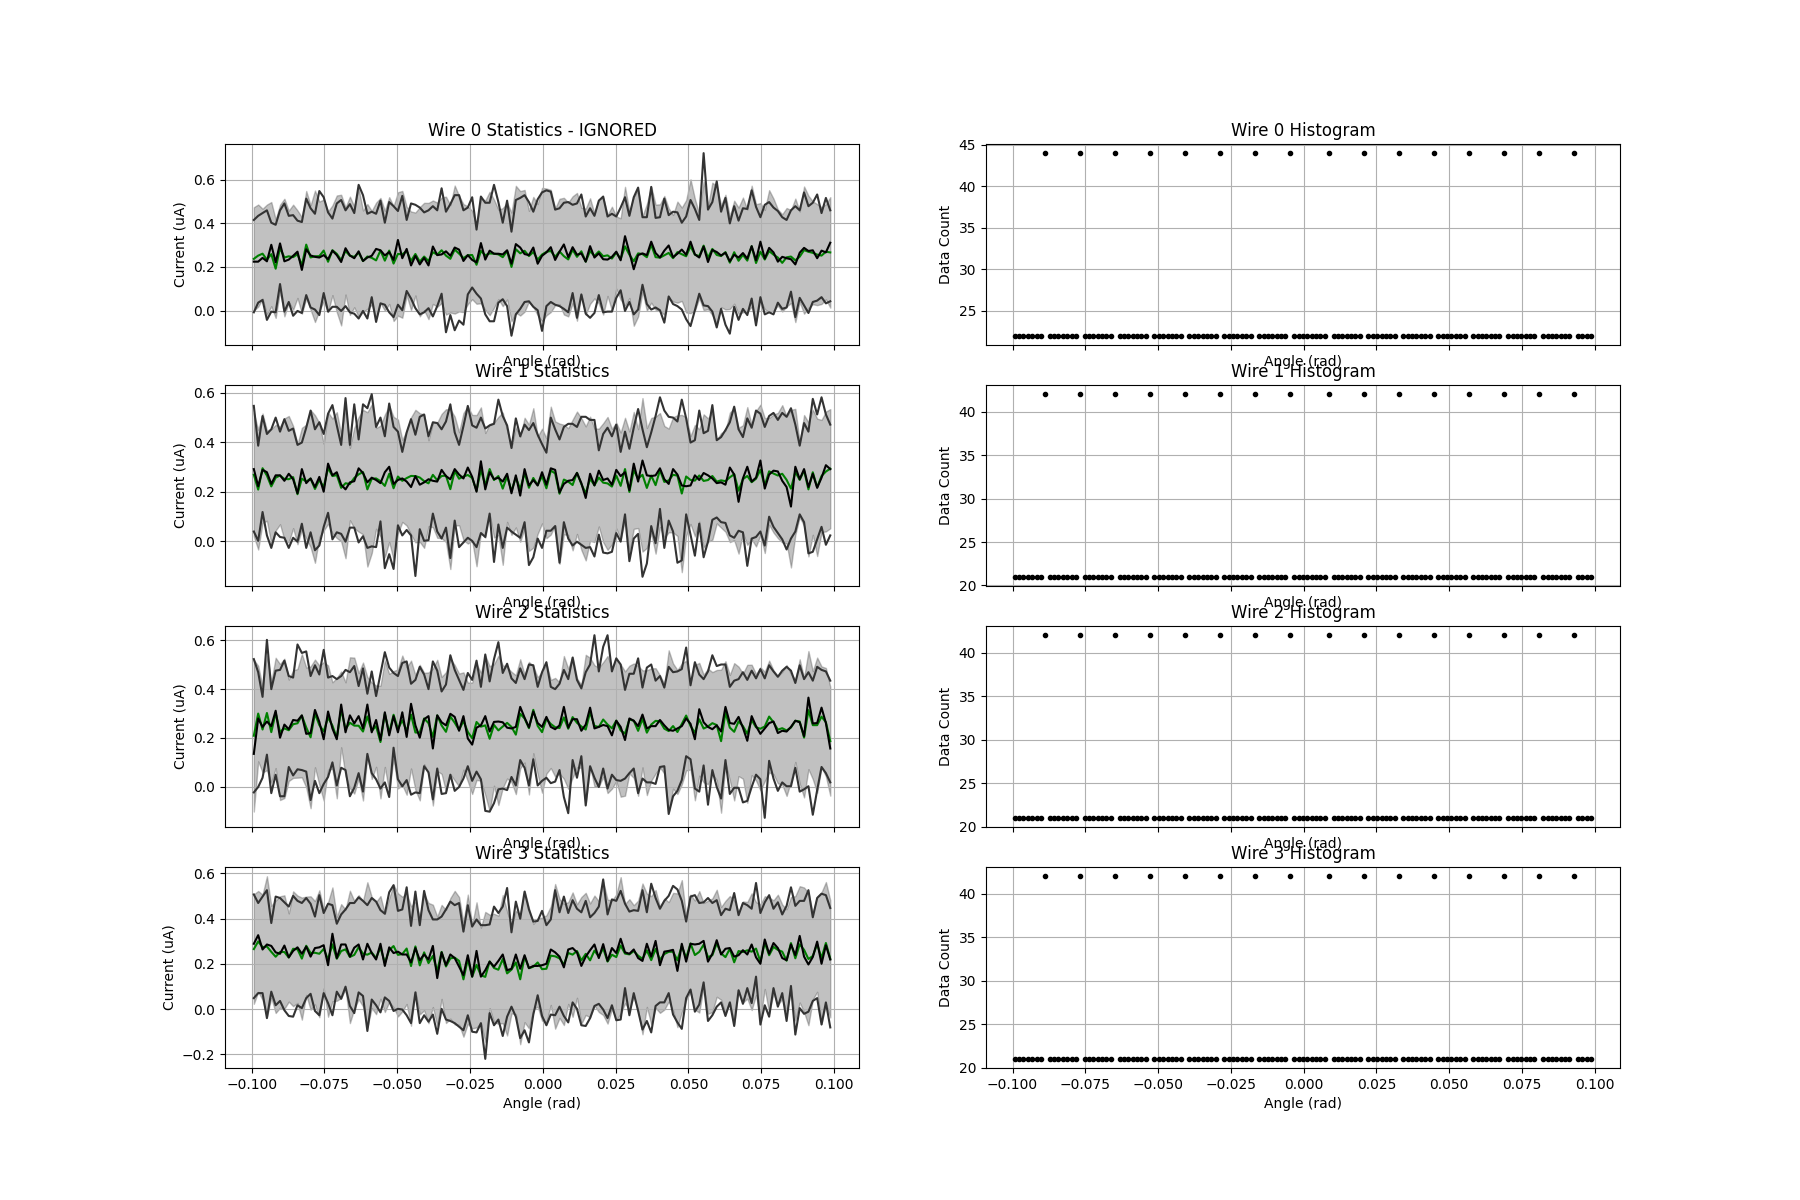 Wire 0 Statistics - IGNORED
Current (uA)
0.6
0.4
0.2
0.0
Angle (rad)
Wire 0 Histogram
Data Count
45
40
35
30
25
Angle (rad)
Wire 1 Statistics
Current (uA)
0.6
0.4
0.2
0.0
Angle (rad)
Wire 1 Histogram
Data Count
40
35
30
25
20
Angle (rad)
Wire 2 Statistics
Current (uA)
0.6
0.4
0.2
0.0
Angle (rad)
Wire 2 Histogram
Data Count
40
35
30
25
20
Angle (rad)
Wire 3 Statistics
Current (uA)
0.6
0.4
0.2
0.0
−0.2
−0.100 −0.075 −0.050 −0.025 0.000 0.025 0.050 0.075 0.100
Angle (rad)
Wire 3 Histogram
Data Count
40
35
30
25
20
−0.100 −0.075 −0.050 −0.025 0.000 0.025 0.050 0.075 0.100
Angle (rad)